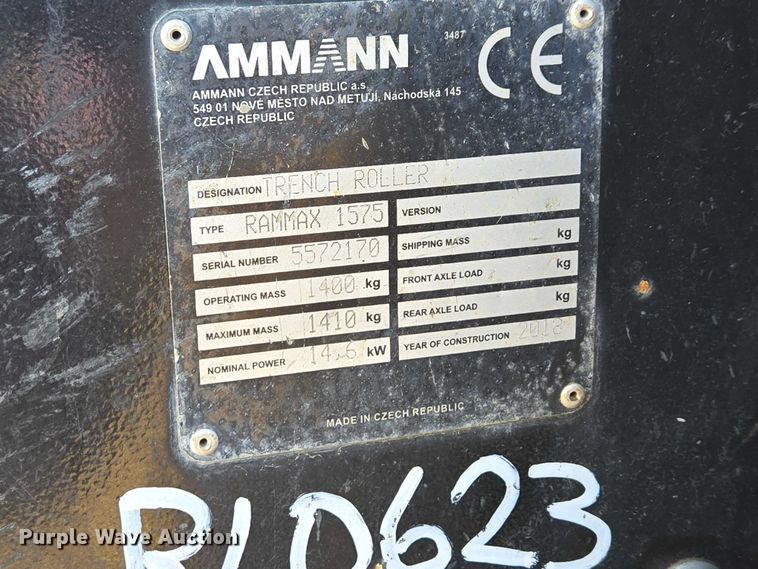 AMMANN
3487
CE
AMMANN CZECH REPUBLIC a.s.
549 01 NOVÉ MĚSTO NAD METUJÍ, Náchodská 145
CZECH REPUBLIC
DESIGNATION TRENCH ROLLER
TYPE RAMMAX 1575
VERSION
SERIAL NUMBER 5572170
SHIPPING MASS kg
OPERATING MASS 1400 kg
FRONT AXLE LOAD kg
MAXIMUM MASS 1410 kg
REAR AXLE LOAD kg
NOMINAL POWER 14.6 kW
YEAR OF CONSTRUCTION 2018
MADE IN CZECH REPUBLIC
RL0623
Purple Wave Auction